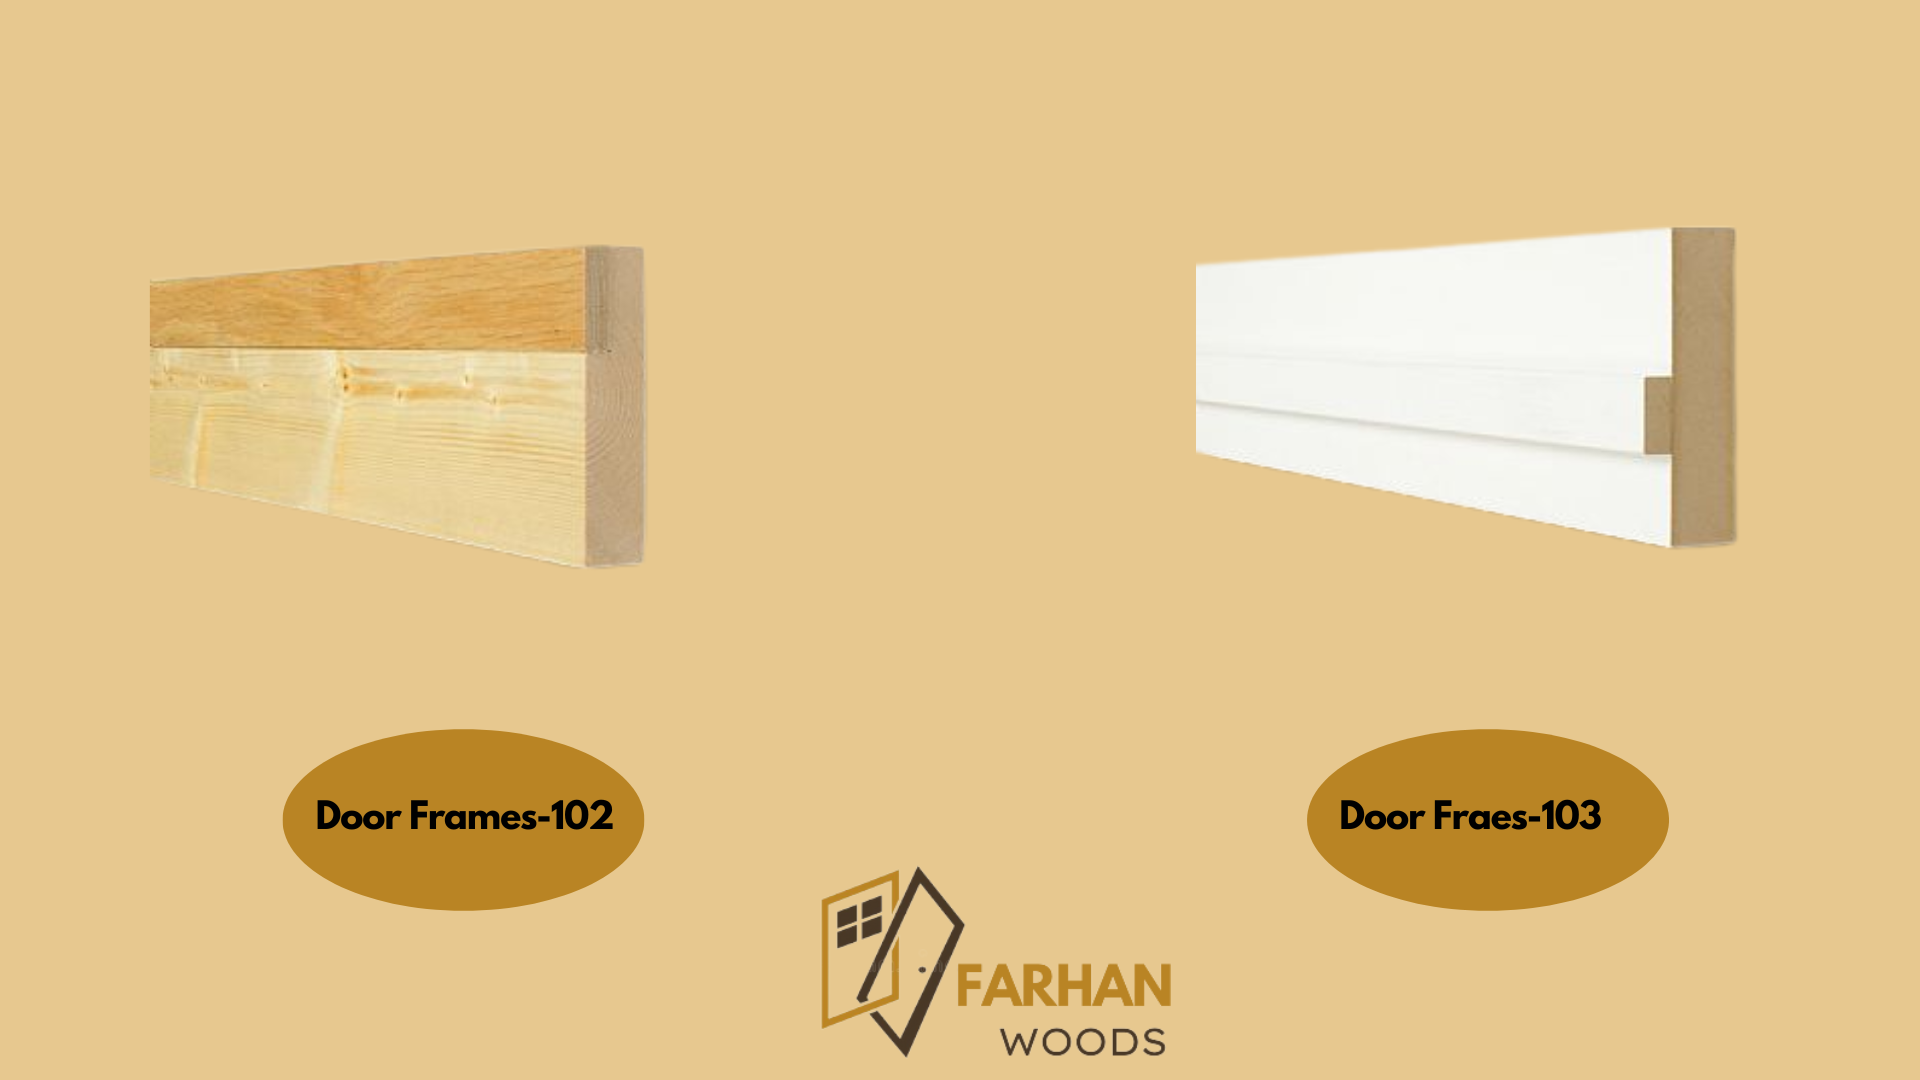 Door Frames-102
Door Fraes-103
FARHAN
WOODS